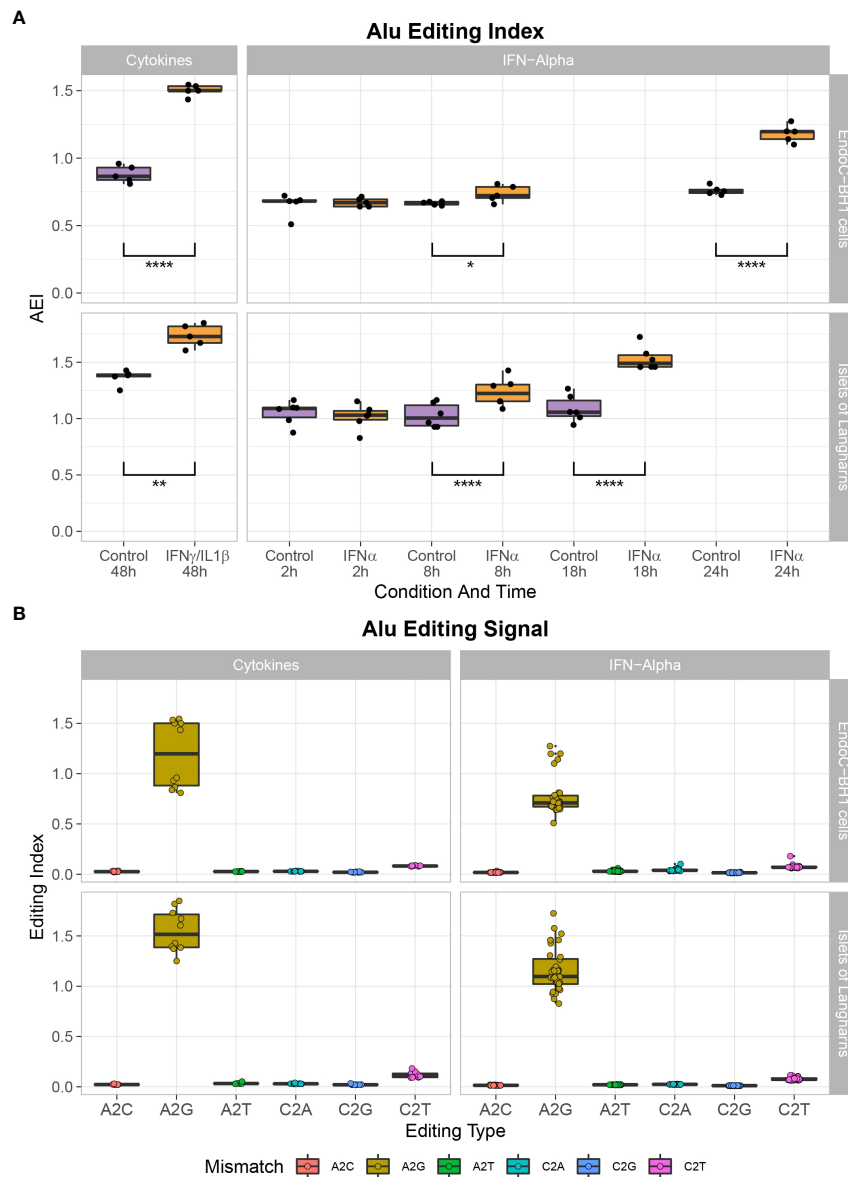 A
Alu Editing Index
Cytokines
IFN−Alpha
1.5
1.0
0.5
0.0
****
*
****
EndoC−BH1 cells
AEI
1.5
1.0
0.5
0.0
**
****
****
Islets of Langharns
Control IFNγ/IL1β Control IFNα Control IFNα Control IFNα Control IFNα
48h 48h 2h 2h 8h 8h 18h 18h 24h 24h
Condition And Time
B
Alu Editing Signal
Cytokines
IFN−Alpha
1.5
1.0
0.5
0.0
EndoC−BH1 cells
Editing Index
1.5
1.0
0.5
0.0
Islets of Langharns
A2C A2G A2T C2A C2G C2T A2C A2G A2T C2A C2G C2T
Editing Type
Mismatch A2C A2G A2T C2A C2G C2T